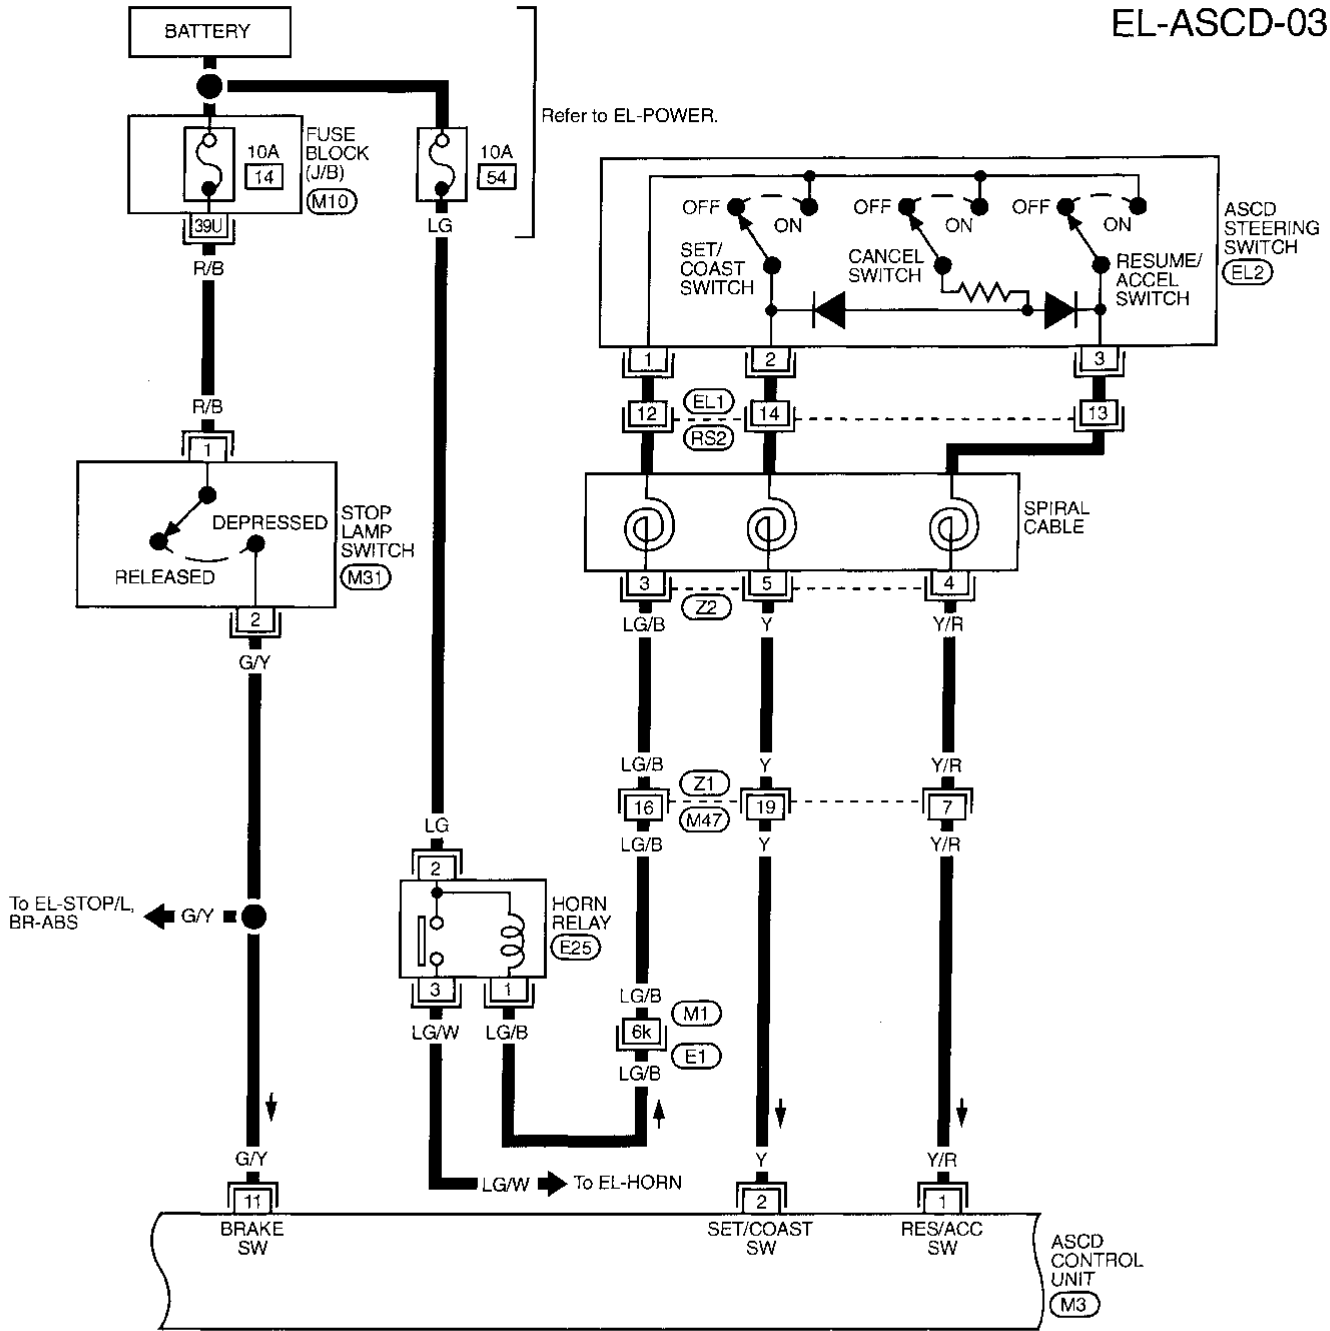 EL-ASCD-03
BATTERY
Refer to EL-POWER.
FUSE
BLOCK
(J/B)
M10
10A
14
10A
54
39U
LG
R/B
R/B
1
OFF
ON
OFF
ON
OFF
ON
SET/
COAST
SWITCH
CANCEL
SWITCH
RESUME/
ACCEL
SWITCH
ASCD
STEERING
SWITCH
EL2
1
2
3
12
EL1
RS2
14
13
DEPRESSED
RELEASED
STOP
LAMP
SWITCH
M31
2
G/Y
SPIRAL
CABLE
3
Z2
5
4
LG/B
Y
Y/R
LG/B
Y
Y/R
16
Z1
M47
19
7
LG/B
Y
Y/R
LG
2
HORN
RELAY
E25
To EL-STOP/L,
BR-ABS
G/Y
3
1
LG/W
LG/B
LG/B
6k
M1
E1
LG/B
G/Y
LG/W
To EL-HORN
Y
Y/R
11
2
1
BRAKE
SW
SET/COAST
SW
RES/ACC
SW
ASCD
CONTROL
UNIT
M3